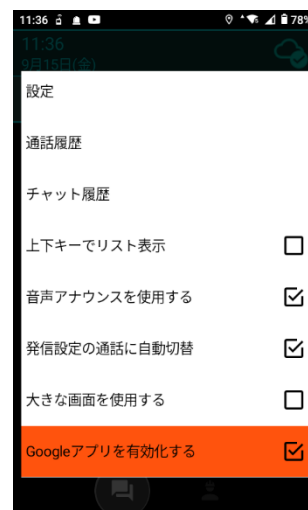 11:36
78%
11:36
9月15日(金)
設定
通話履歴
チャット履歴
上下キーでリスト表示
音声アナウンスを使用する
発信設定の通話に自動切替
大きな画面を使用する
Googleアプリを有効化する